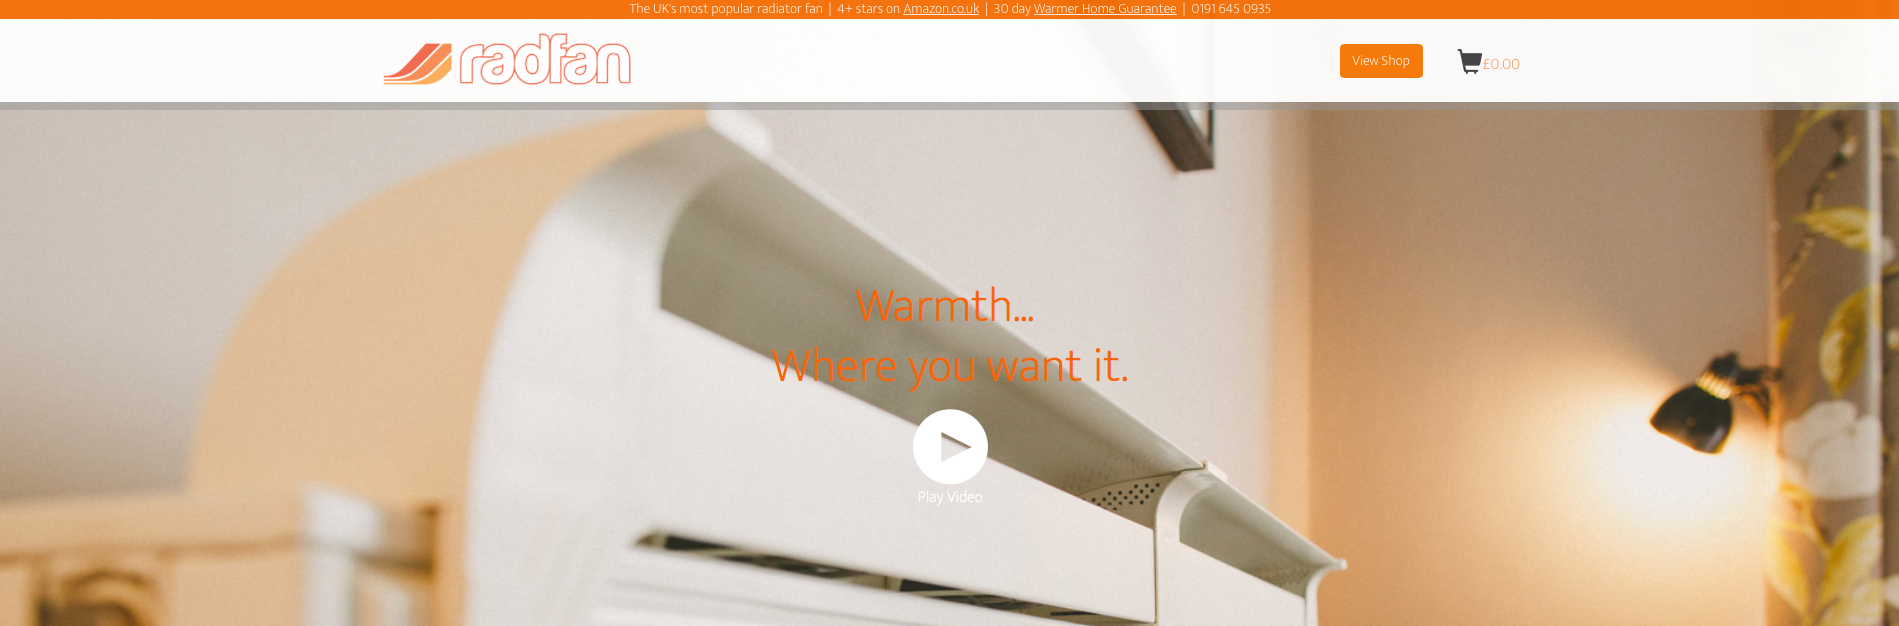 The UK's most popular radiator fan | 4+ stars on Amazon.co.uk | 30 day Warmer Home Guarantee | 0191 645 0935
radfan
View Shop
£0.00
Warmth...
Where you want it.
Play Video